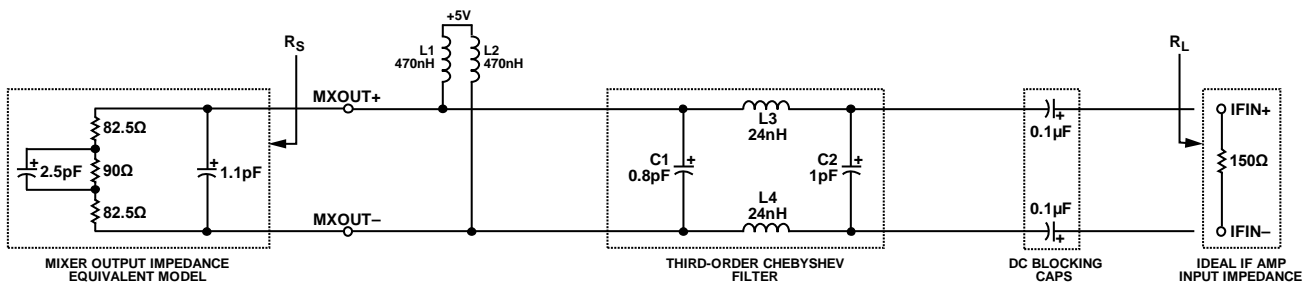 +5V
L1
470nH
L2
470nH
RS
RL
MXOUT+
MXOUT–
82.5Ω
90Ω
82.5Ω
+
2.5pF
+
1.1pF
C1
0.8pF
+
L3
24nH
L4
24nH
C2
1pF
+
+
0.1µF
0.1µF
+
IFIN+
150Ω
IFIN–
MIXER OUTPUT IMPEDANCE
EQUIVALENT MODEL
THIRD-ORDER CHEBYSHEV
FILTER
DC BLOCKING
CAPS
IDEAL IF AMP
INPUT IMPEDANCE